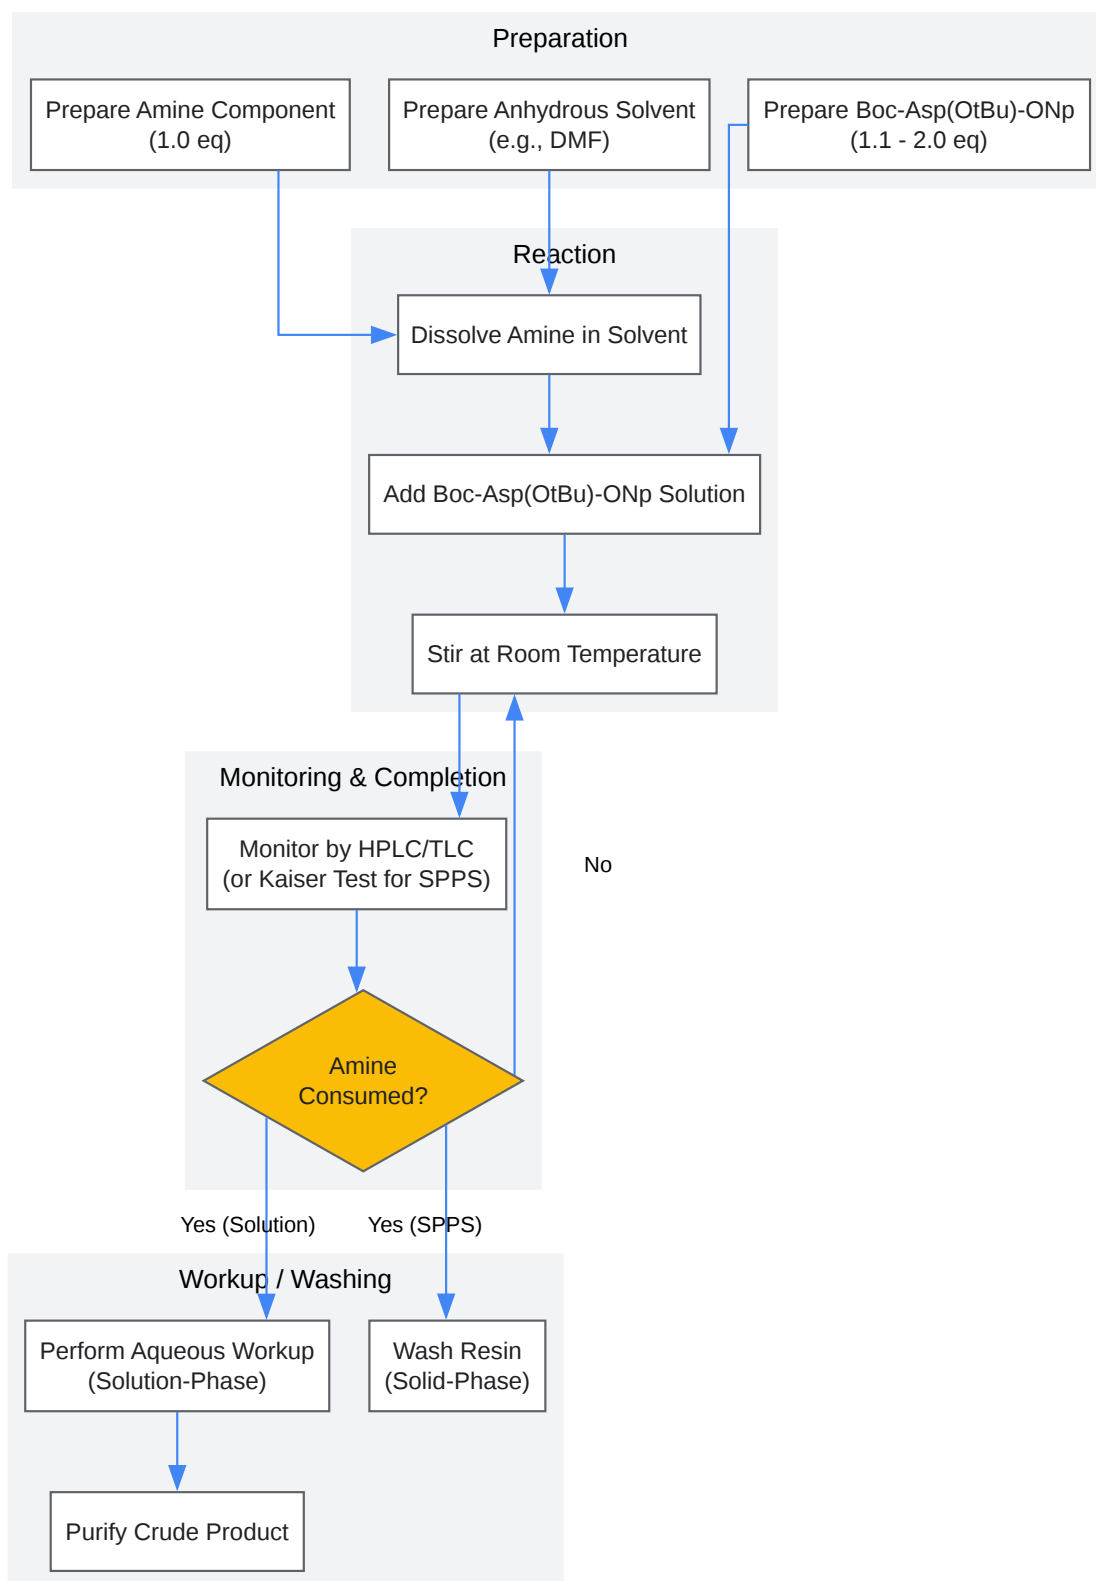 Preparation
Prepare Amine Component
(1.0 eq)
Prepare Anhydrous Solvent
(e.g., DMF)
Prepare Boc-Asp(OtBu)-ONp
(1.1 - 2.0 eq)
Reaction
Dissolve Amine in Solvent
Add Boc-Asp(OtBu)-ONp Solution
Stir at Room Temperature
Monitoring & Completion
Monitor by HPLC/TLC
(or Kaiser Test for SPPS)
No
Amine
Consumed?
Yes (Solution)
Yes (SPPS)
Workup / Washing
Perform Aqueous Workup
(Solution-Phase)
Wash Resin
(Solid-Phase)
Purify Crude Product